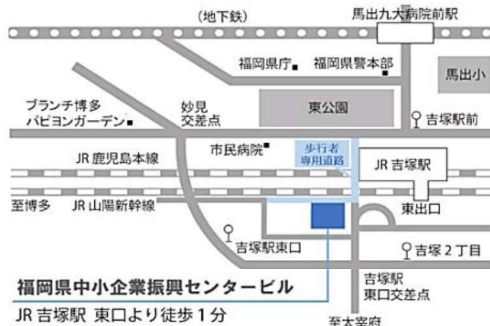 （地下鉄）
馬出九大病院前駅
福岡県庁
福岡県警本部
馬出小
ブランチ博多
パピヨンガーデン
妙見
交差点
東公園
吉塚駅前
市民病院
歩行者
専用道路
JR 吉塚駅
JR 鹿児島本線
至博多
JR 山陽新幹線
東出口
吉塚駅東口
吉塚２丁目
福岡県中小企業振興センタービル
JR 吉塚駅 東口より徒歩 1 分
吉塚駅
東口交差点
至太宰府